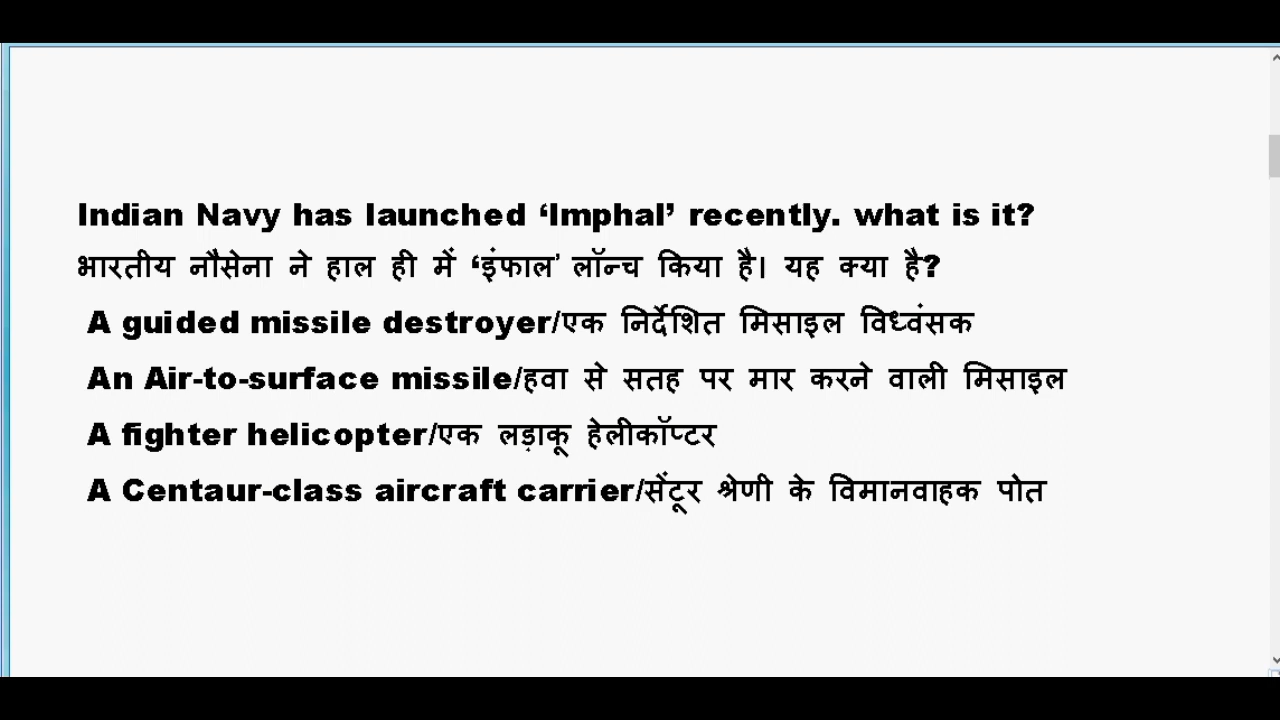 Indian Navy has launched ‘Imphal’ recently. what is it?
भारतीय नौसेना ने हाल ही में ‘इंफाल’ लॉन्च किया है। यह क्या है?
A guided missile destroyer/एक निर्देशित मिसाइल विध्वंसक
An Air-to-surface missile/हवा से सतह पर मार करने वाली मिसाइल
A fighter helicopter/एक लड़ाकू हेलीकॉप्टर
A Centaur-class aircraft carrier/सेंटूर श्रेणी के विमानवाहक पोत